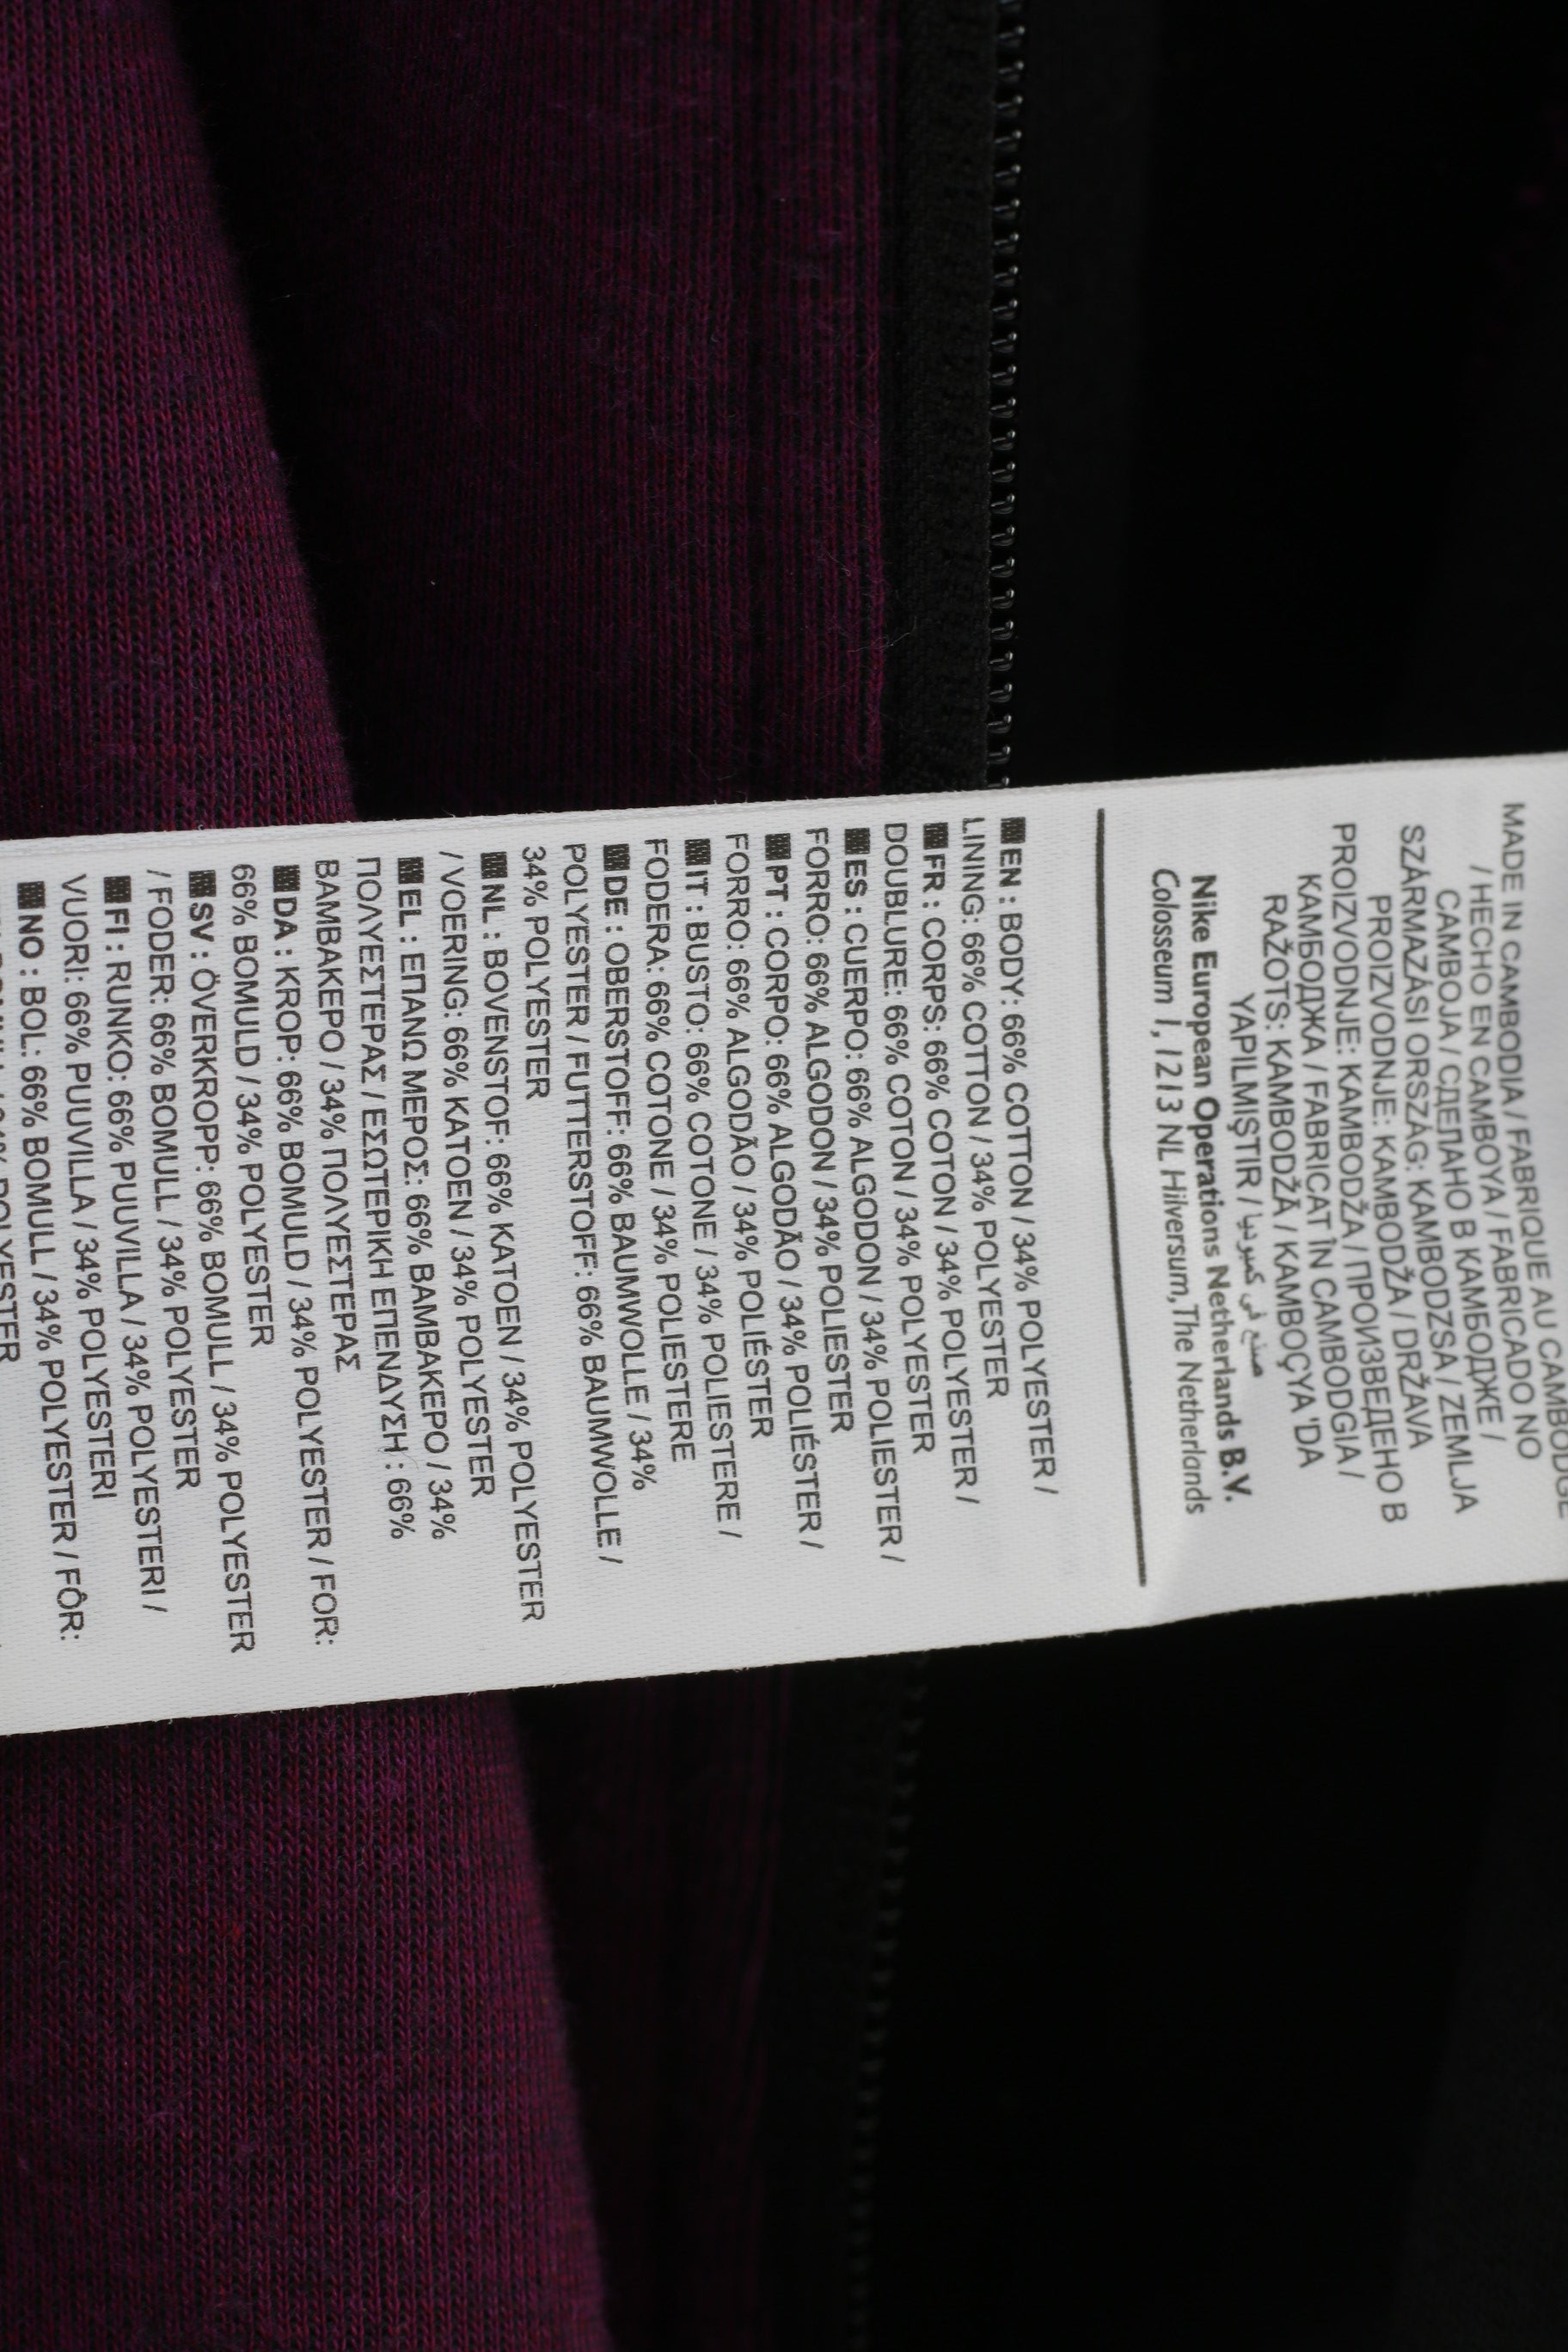 MADE IN CAMBODIA / FABRIQUE AU CAMBODGE
/ HECHO EN CAMBOYA / FABRICADO NO
CAMBOJA / СДЕЛАНО В КАМБОДЖЕ /
SZÁRMAZÁSI ORSZÁG: KAMBODZSA / ZEMLJA
PROIZVODNJE: KAMBODŽA / DRŽAVA
PROIZVODNJE: KAMBODŽA / ПРОИЗВЕДЕНО В
КАМБОДЖА / FABRICAT ÎN CAMBODGIA /
RAŽOTS: KAMBODŽĀ / KAMBOÇYA 'DA
YAPILMIŞTIR / صنع في كمبوديا
Nike European Operations Netherlands B.V.
Colosseum 1, 1213 NL Hilversum, The Netherlands
EN : BODY: 66% COTTON / 34% POLYESTER /
LINING: 66% COTTON / 34% POLYESTER
FR : CORPS: 66% COTON / 34% POLYESTER /
DOUBLURE: 66% COTON / 34% POLYESTER
ES : CUERPO: 66% ALGODON / 34% POLIESTER /
FORRO: 66% ALGODON / 34% POLIESTER
PT : CORPO: 66% ALGODÃO / 34% POLIÉSTER /
FORRO: 66% ALGODÃO / 34% POLIÉSTER
IT : BUSTO: 66% COTONE / 34% POLIESTERE /
FODERA: 66% COTONE / 34% POLIESTERE
DE : OBERSTOFF: 66% BAUMWOLLE / 34%
POLYESTER / FUTTERSTOFF: 66% BAUMWOLLE /
34% POLYESTER
NL : BOVENSTOF: 66% KATOEN / 34% POLYESTER
/ VOERING: 66% KATOEN / 34% POLYESTER
EL : ΕΠΑΝΩ ΜΕΡΟΣ: 66% ΒΑΜΒΑΚΕΡΟ / 34%
ΠΟΛΥΕΣΤΕΡΑΣ / ΕΣΩΤΕΡΙΚΗ ΕΠΕΝΔΥΣΗ : 66%
ΒΑΜΒΑΚΕΡΟ / 34% ΠΟΛΥΕΣΤΕΡΑΣ
DA : KROP: 66% BOMULD / 34% POLYESTER / FOR:
66% BOMULD / 34% POLYESTER
SV : ÖVERKROPP: 66% BOMULL / 34% POLYESTER
/ FODER: 66% BOMULL / 34% POLYESTER
FI : RUNKO: 66% PUUVILLA / 34% POLYESTERI /
VUORI: 66% PUUVILLA / 34% POLYESTERI
NO : BOL: 66% BOMULL / 34% POLYESTER / FÔR: